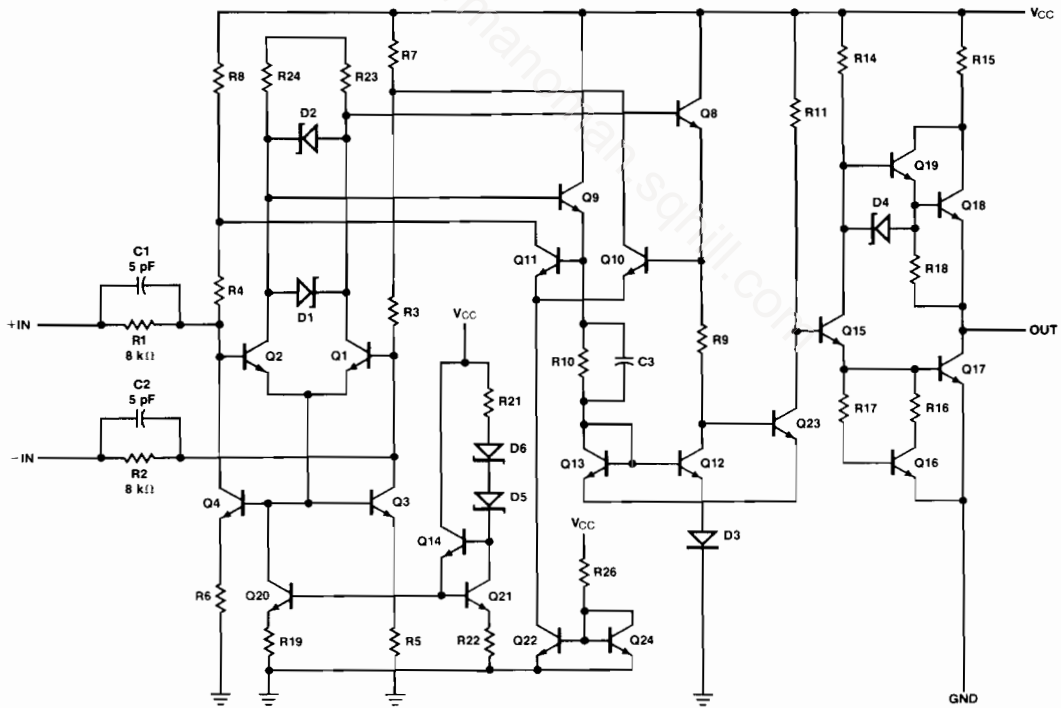 VCC
R7
R14
R15
R8
R24
R23
D2
Q8
R11
Q19
Q9
D4
Q18
Q11
Q10
R18
C1
5 pF
R4
D1
R3
+IN
R1
8 kΩ
VCC
Q15
OUT
Q2
Q1
R10
C3
R9
Q17
C2
5 pF
R21
R17
R16
Q23
D6
−IN
R2
8 kΩ
Q13
Q12
Q16
Q4
Q3
D5
VCC
Q14
D3
R26
R6
Q20
Q21
R19
R5
R22
Q22
Q24
GND
manoman.sqhill.com